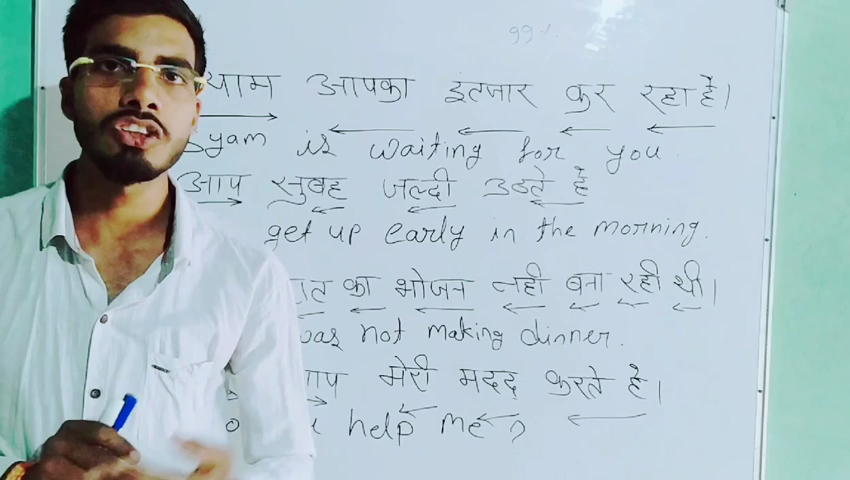 99%
याम आपका इंतजार कर रहा है।
Syam is waiting for you.
आप सुबह जल्दी उठते हैं
get up early in the morning.
का भोजन नही बना रही थी।
was not making dinner.
आप मेरी मदद करते है।
help me?